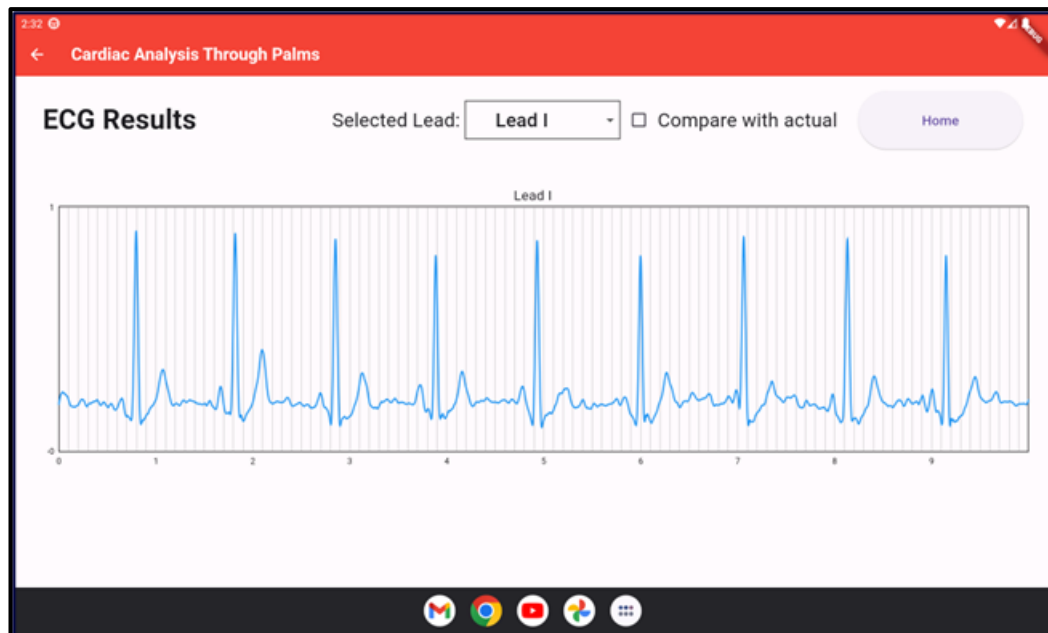 2:32
Cardiac Analysis Through Palms
ECG Results
Selected Lead: Lead I Compare with actual Home
Lead I
1
-0
0 1 2 3 4 5 6 7 8 9